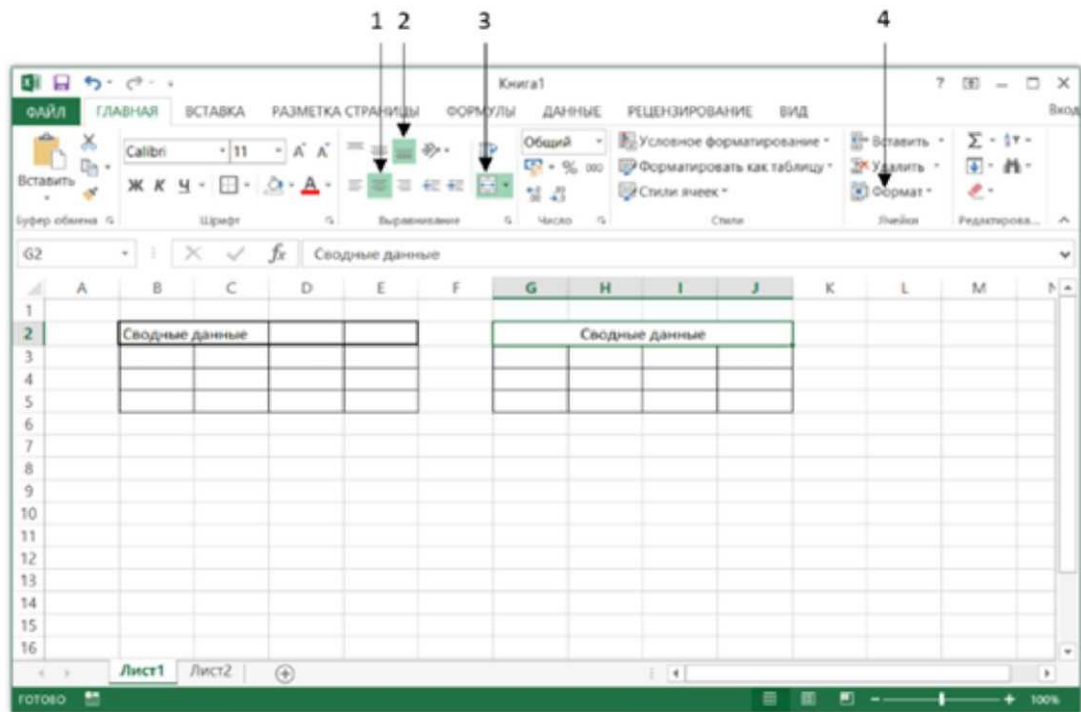 1 2 3 4
Книга1
ФАЙЛ ГЛАВНАЯ ВСТАВКА РАЗМЕТКА СТРАНИЦЫ ФОРМУЛЫ ДАННЫЕ РЕЦЕНЗИРОВАНИЕ ВИД Вход
Calibri 11 Общий Условное форматирование Вставить
Вставить Ж К Ч % 000 Форматировать как таблицу Удалить
Стили ячеек Формат
Буфер обмена Шрифт Выравнивание Число Стили Ячейки Редактирова...
G2 fx Сводные данные
A B C D E F G H I J K L M N
1
2 Сводные данные Сводные данные
3
4
5
6
7
8
9
10
11
12
13
14
15
16
Лист1 Лист2
ГОТОВО 100%